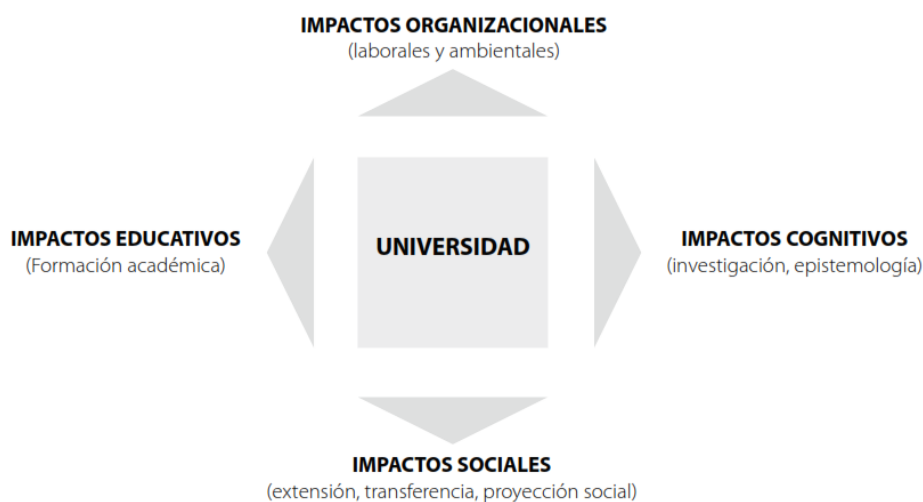 IMPACTOS ORGANIZACIONALES
(laborales y ambientales)
IMPACTOS EDUCATIVOS
(Formación académica)
UNIVERSIDAD
IMPACTOS COGNITIVOS
(investigación, epistemología)
IMPACTOS SOCIALES
(extensión, transferencia, proyección social)